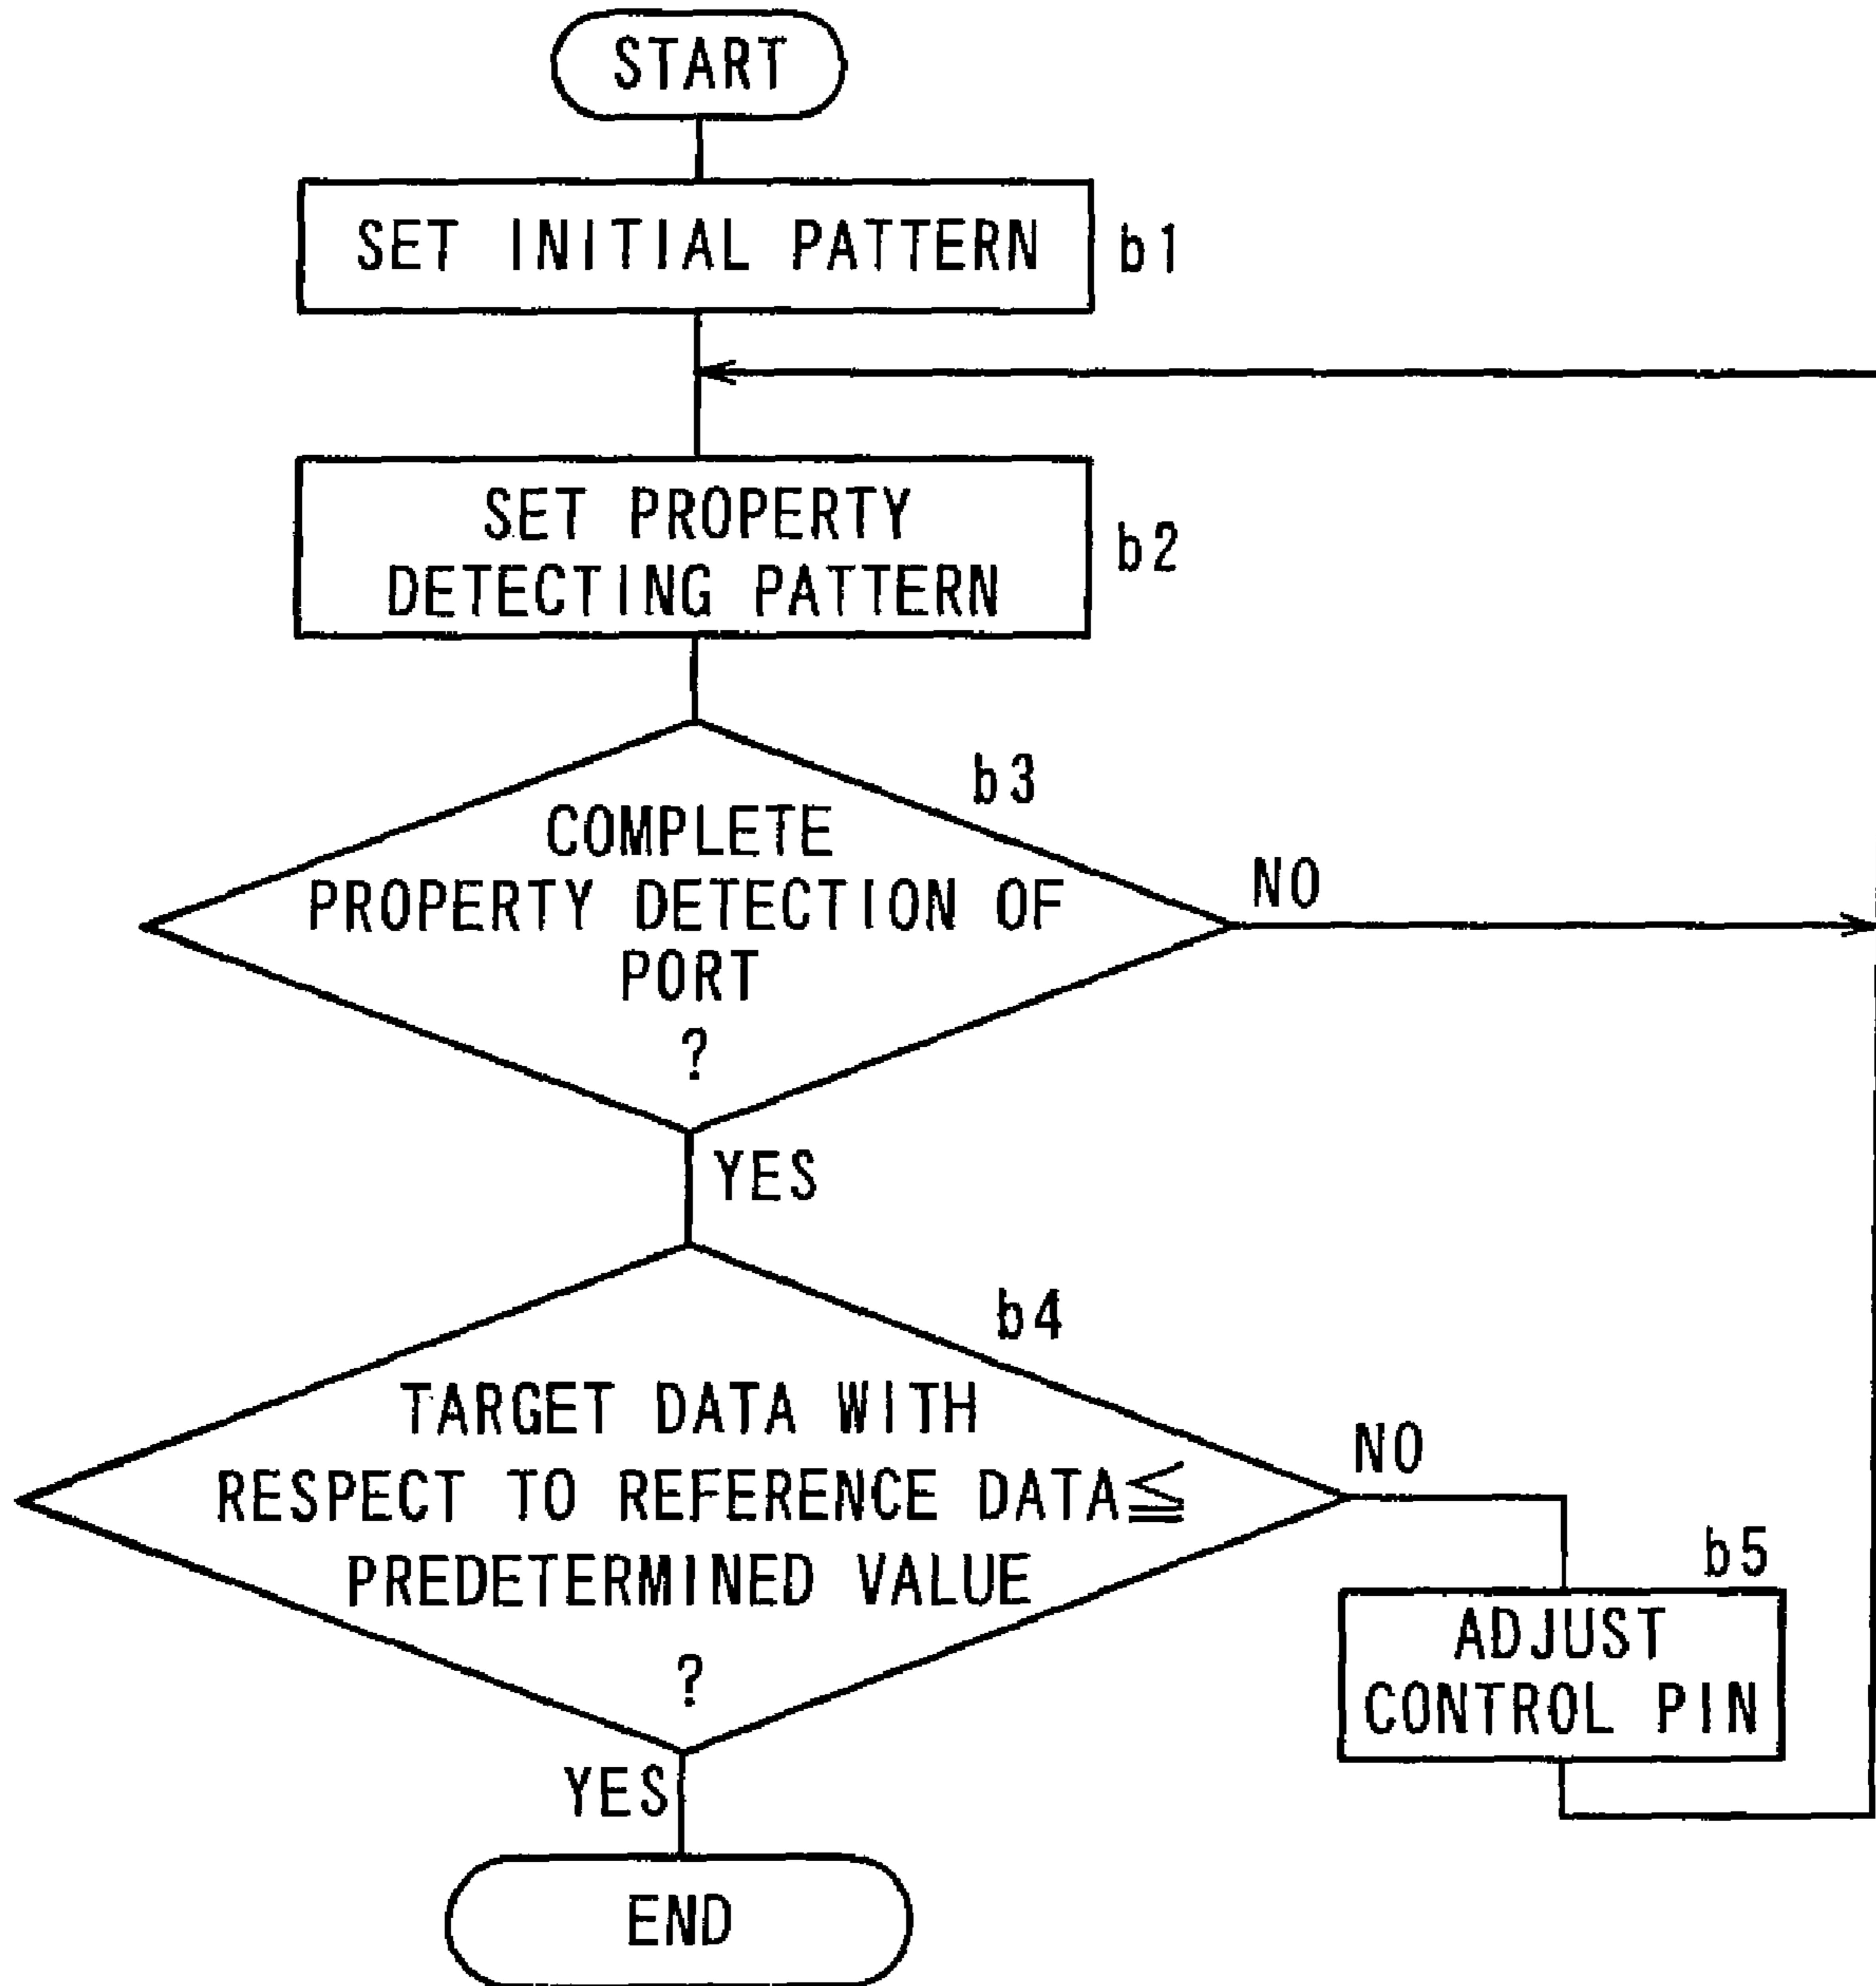 START
SET INITIAL PATTERN
b1
SET PROPERTY
DETECTING PATTERN
b2
b3
COMPLETE
PROPERTY DETECTION OF
PORT
?
NO
YES
b4
TARGET DATA WITH
RESPECT TO REFERENCE DATA≦
PREDETERMINED VALUE
?
NO
b5
ADJUST
CONTROL PIN
YES
END